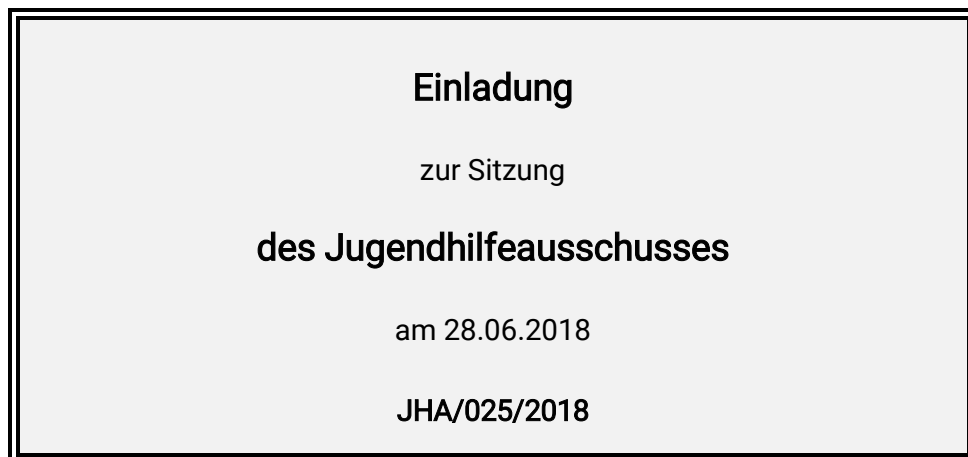 Einladung
zur Sitzung
des Jugendhilfeausschusses
am 28.06.2018
JHA/025/2018